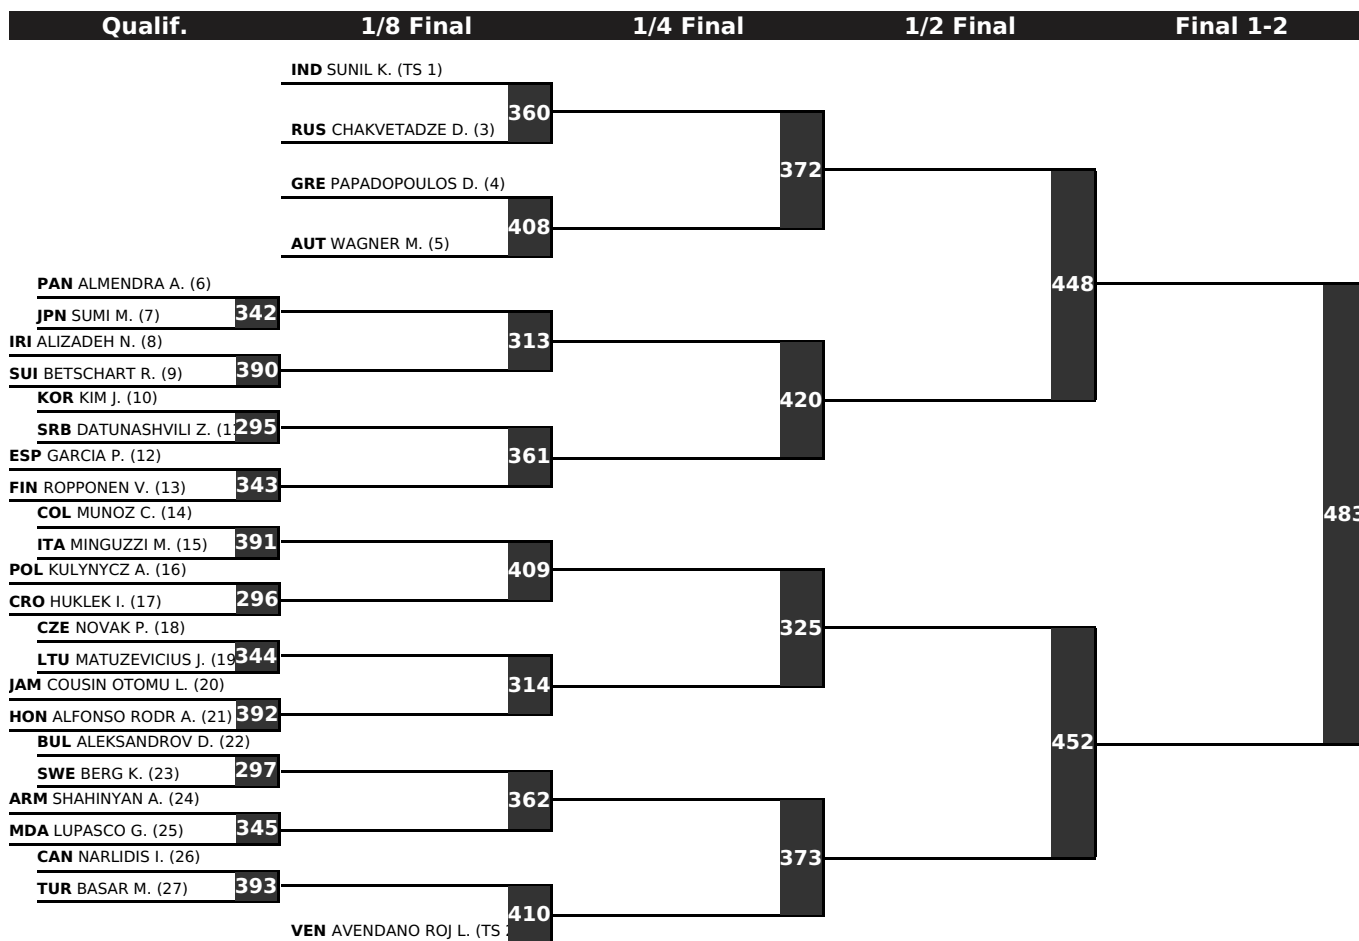 Qualif. 1/8 Final 1/4 Final 1/2 Final Final 1-2
IND SUNIL K. (TS 1)
360
RUS CHAKVETADZE D. (3)
372
GRE PAPADOPOULOS D. (4)
408
AUT WAGNER M. (5)
448
PAN ALMENDRA A. (6)
342
JPN SUMI M. (7)
313
IRI ALIZADEH N. (8)
390
SUI BETSCHART R. (9)
420
KOR KIM J. (10)
295
SRB DATUNASHVILI Z. (11
361
ESP GARCIA P. (12)
343
FIN ROPPONEN V. (13)
483
COL MUNOZ C. (14)
391
ITA MINGUZZI M. (15)
409
POL KULYNYCZ A. (16)
296
CRO HUKLEK I. (17)
325
CZE NOVAK P. (18)
344
LTU MATUZEVICIUS J. (19
314
JAM COUSIN OTOMU L. (20)
392
HON ALFONSO RODR A. (21)
452
BUL ALEKSANDROV D. (22)
297
SWE BERG K. (23)
362
ARM SHAHINYAN A. (24)
345
MDA LUPASCO G. (25)
373
CAN NARLIDIS I. (26)
393
TUR BASAR M. (27)
410
VEN AVENDANO ROJ L. (TS 2